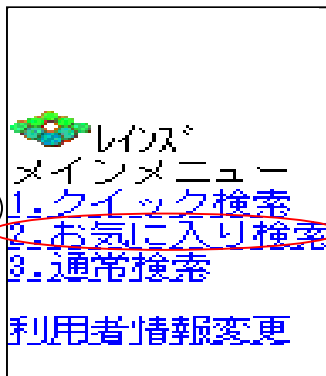 レインズ
メインメニュー
1.クイック検索
2.お気に入り検索
3.通常検索
利用者情報変更